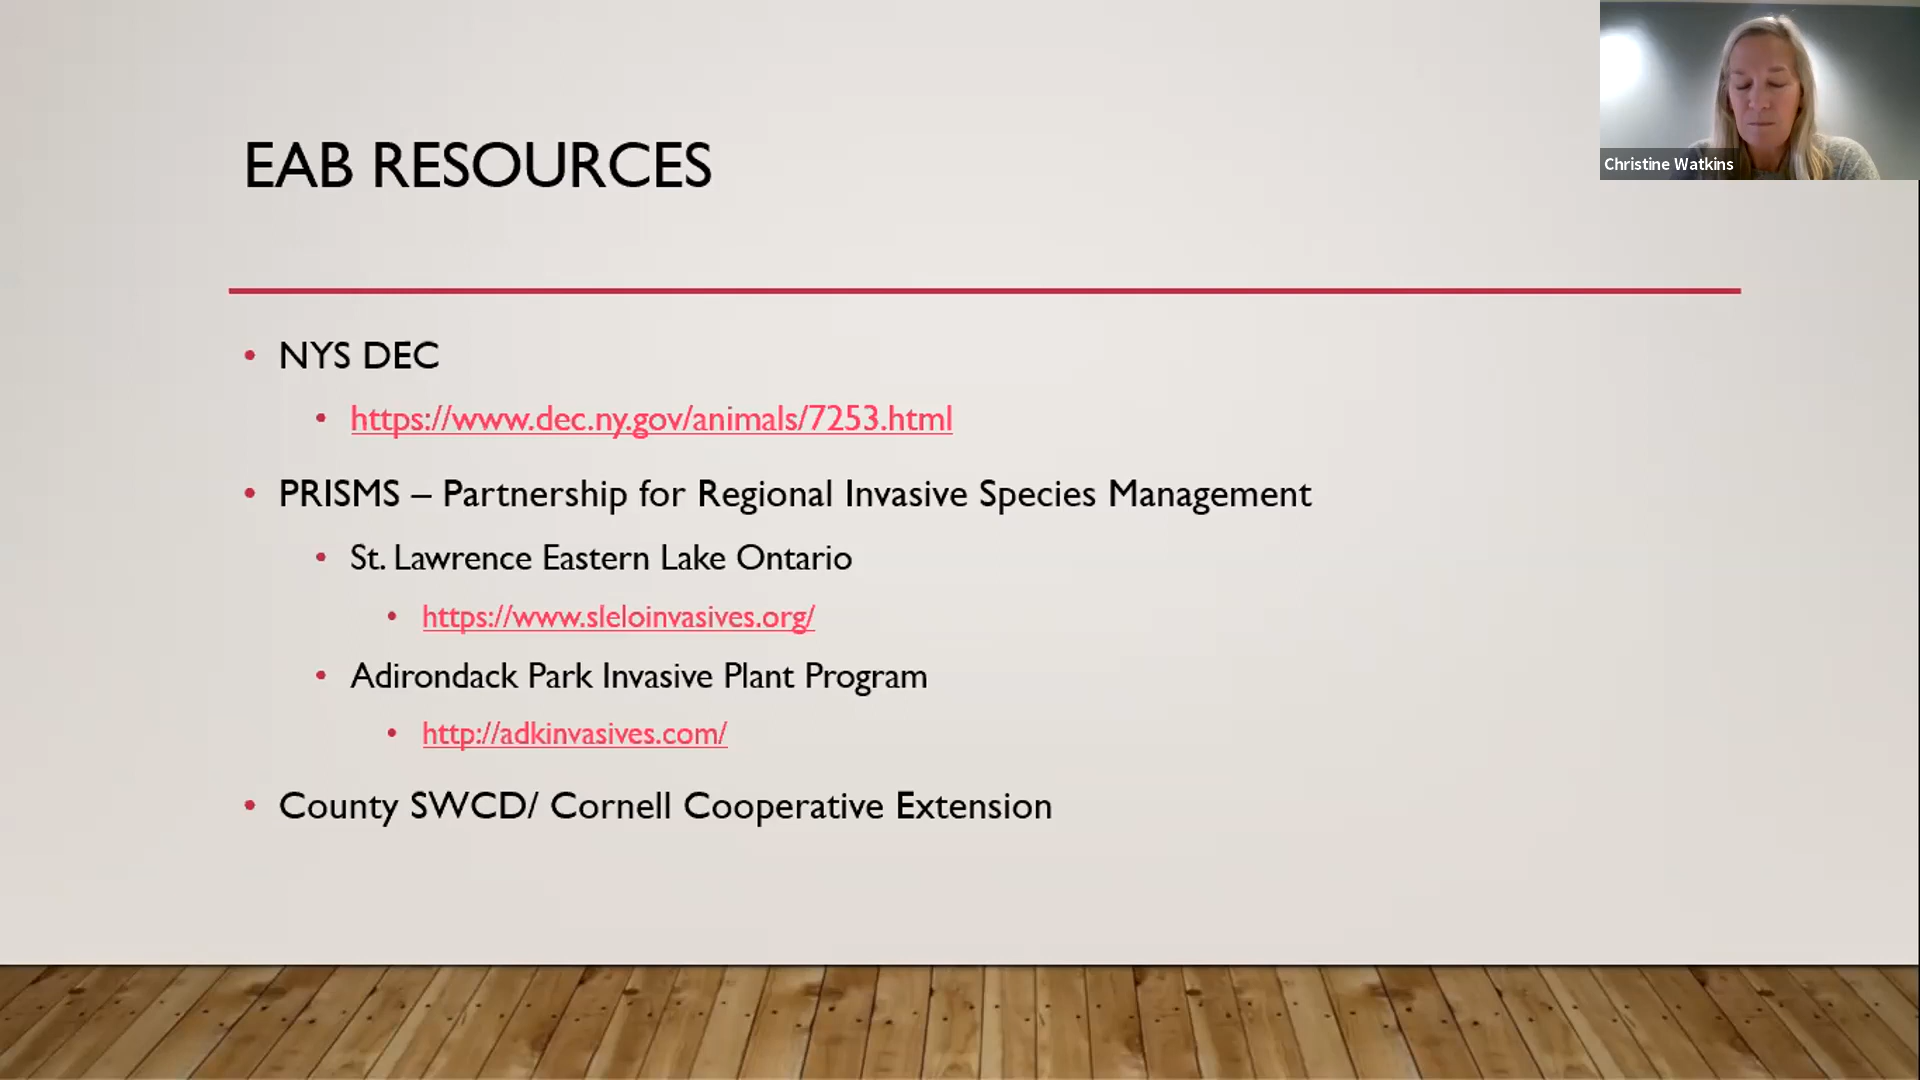 EAB RESOURCES
Christine Watkins
• NYS DEC
• https://www.dec.ny.gov/animals/7253.html
• PRISMS – Partnership for Regional Invasive Species Management
• St. Lawrence Eastern Lake Ontario
• https://www.sleloinvasives.org/
• Adirondack Park Invasive Plant Program
• http://adkinvasives.com/
• County SWCD/ Cornell Cooperative Extension